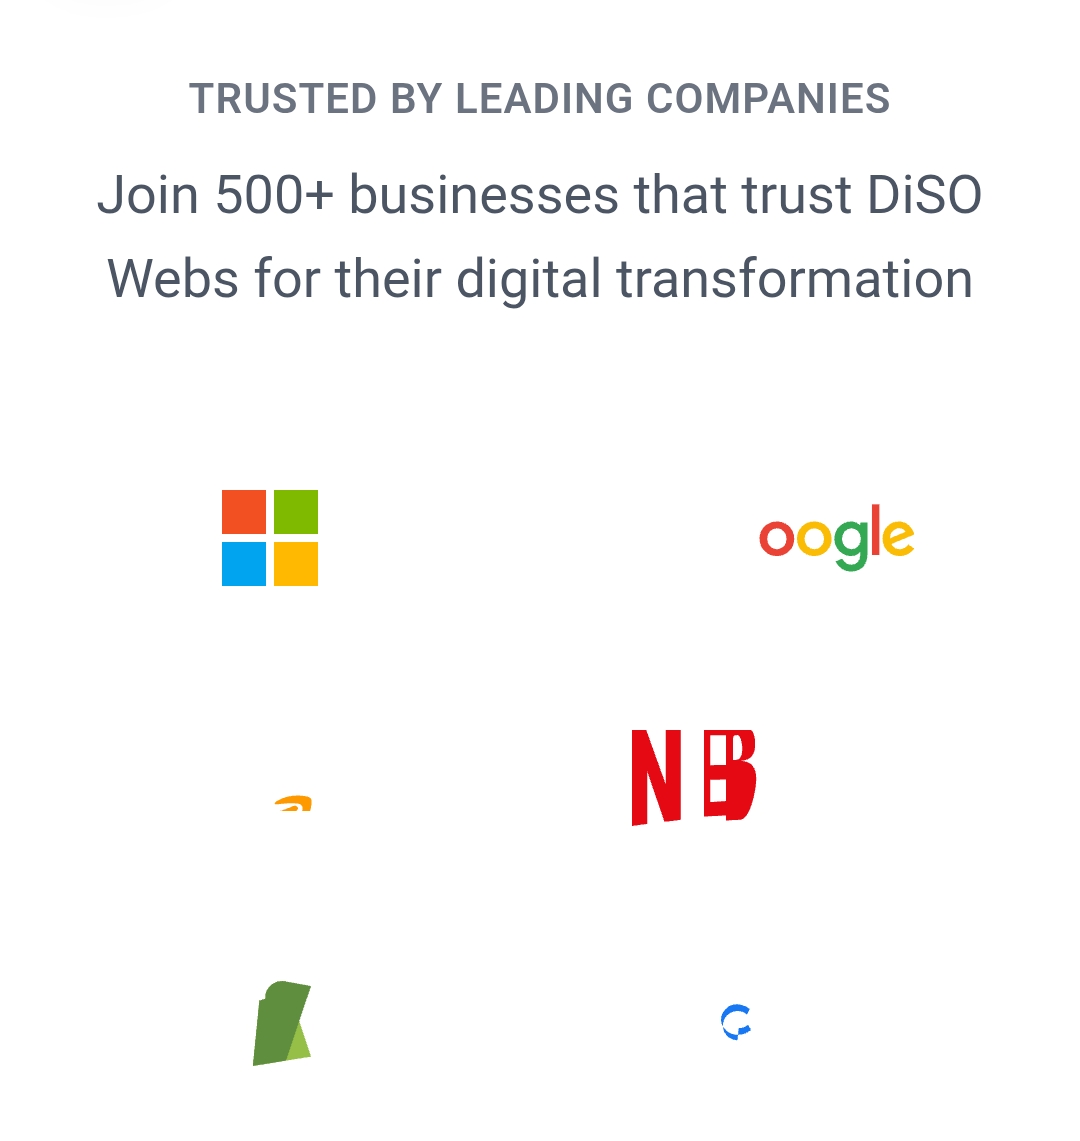 TRUSTED BY LEADING COMPANIES
Join 500+ businesses that trust DiSO
Webs for their digital transformation
oogle
N